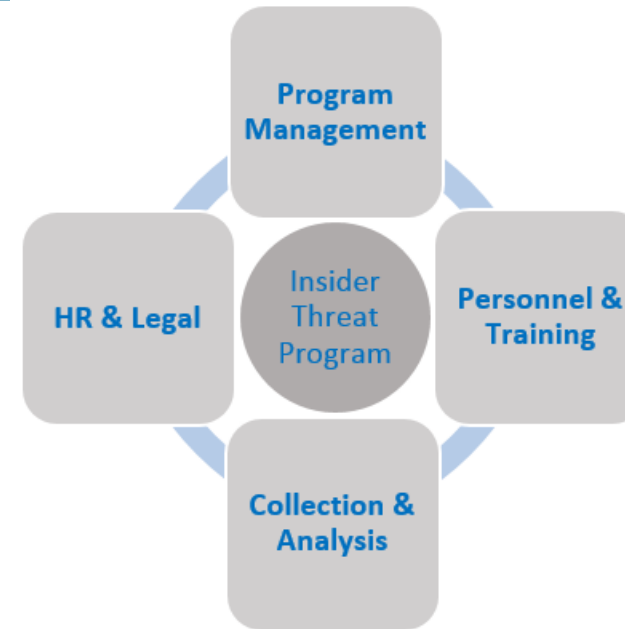 Program
Management
HR & Legal
Insider
Threat
Program
Personnel &
Training
Collection &
Analysis